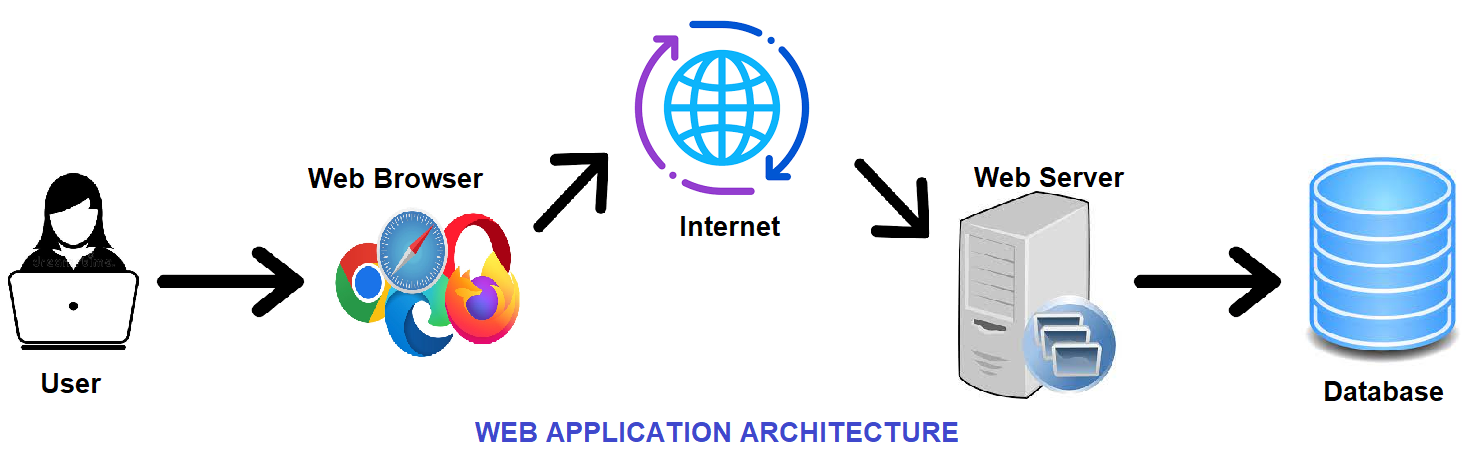 Web Browser
Internet
Web Server
User
Database
WEB APPLICATION ARCHITECTURE